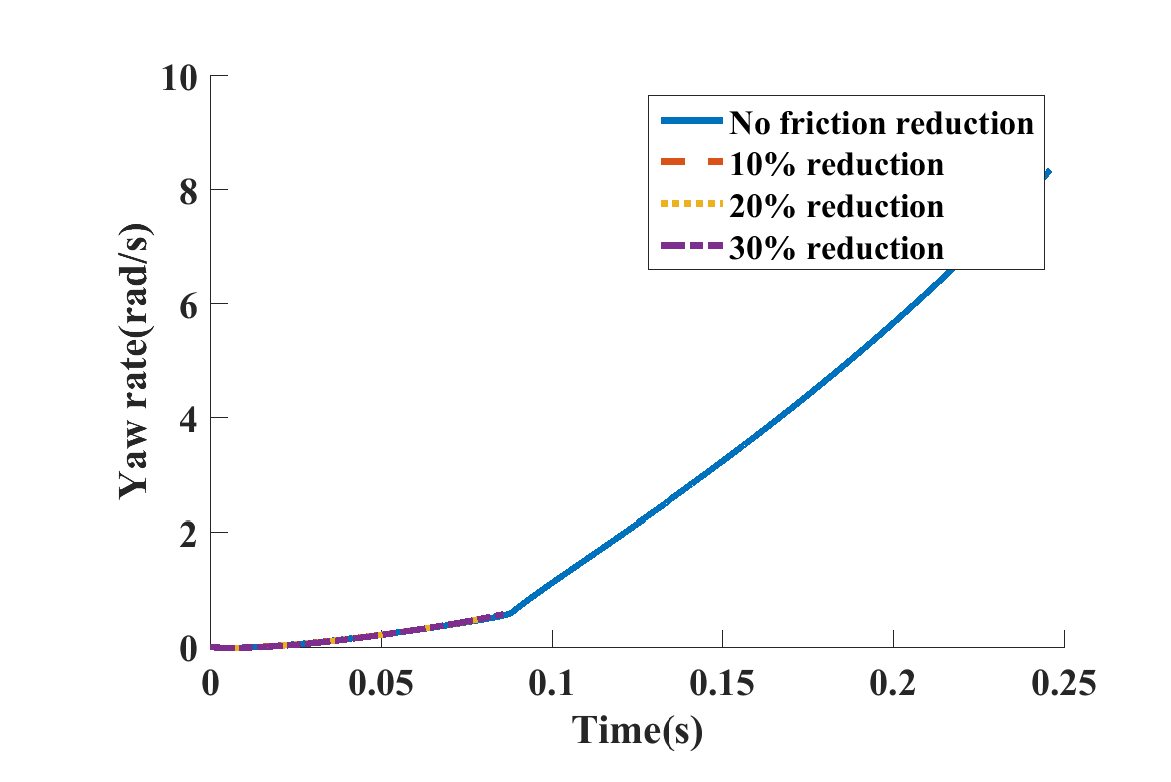 10
8
6
4
2
0
Yaw rate(rad/s)
No friction reduction
10% reduction
20% reduction
30% reduction
0
0.05
0.1
0.15
0.2
0.25
Time(s)